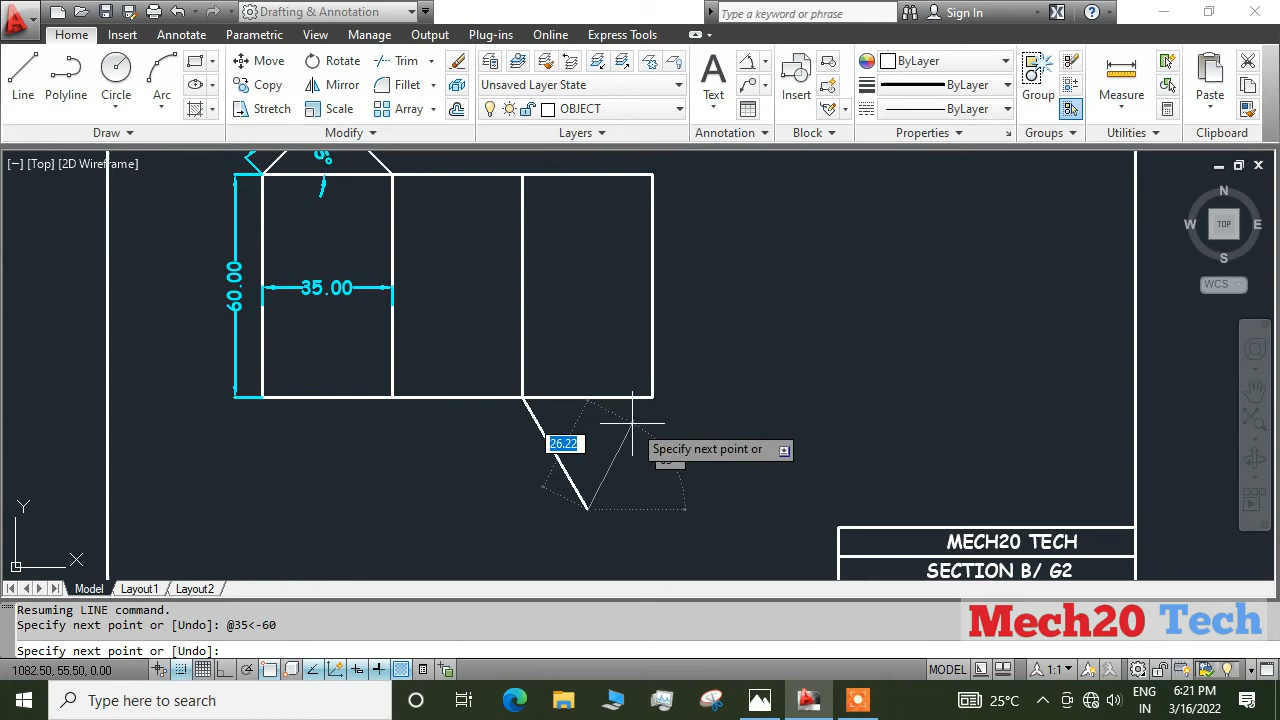 Drafting & Annotation
Type a keyword or phrase
Sign In
Home Insert Annotate Parametric View Manage Output Plug-ins Online Express Tools
Line Polyline Circle Arc
Move Rotate Trim
Copy Mirror Fillet
Stretch Scale Array
Unsaved Layer State
OBJECT
Text Insert
ByLayer
ByLayer
ByLayer
Group Measure Paste
Draw Modify Layers Annotation Block Properties Groups Utilities Clipboard
[−] [Top] [2D Wireframe]
N
W TOP E
S
WCS
60.00
35.00
26.22
Specify next point or
Y
X
MECH20 TECH
SECTION B/ G2
Model Layout1 Layout2
Resuming LINE command.
Specify next point or [Undo]: @35<-60
Specify next point or [Undo]:
Mech20 Tech
1082.50, 55.50, 0.00
MODEL
1:1
Type here to search
25°C
ENG
IN
6:21 PM
3/16/2022